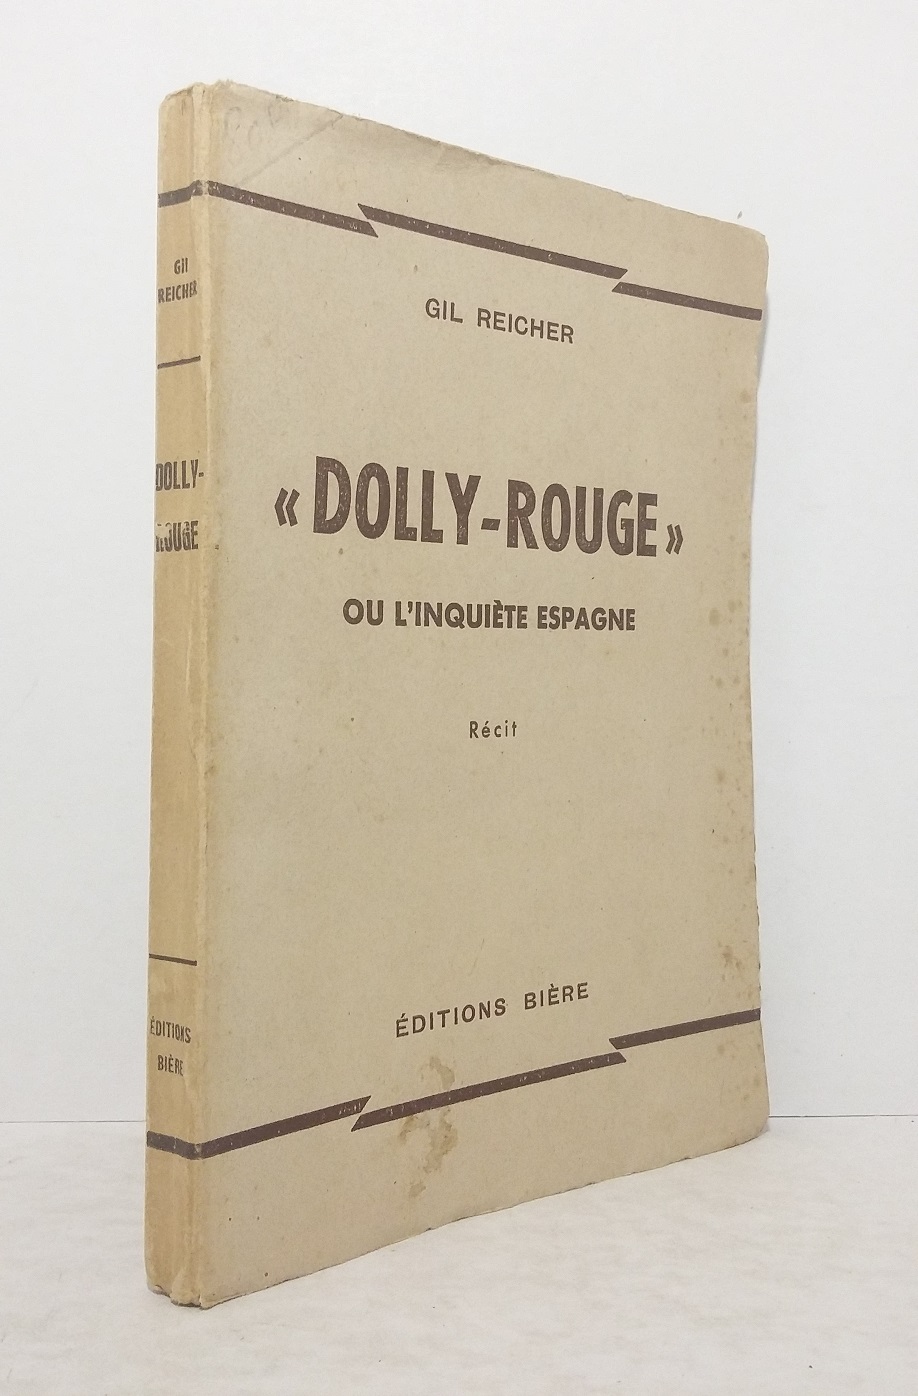 Gil
REICHER
DOLLY-
ROUGE
ÉDITIONS
BIÈRE
GIL REICHER
« DOLLY-ROUGE »
OU L'INQUIÈTE ESPAGNE
Récit
ÉDITIONS BIÈRE